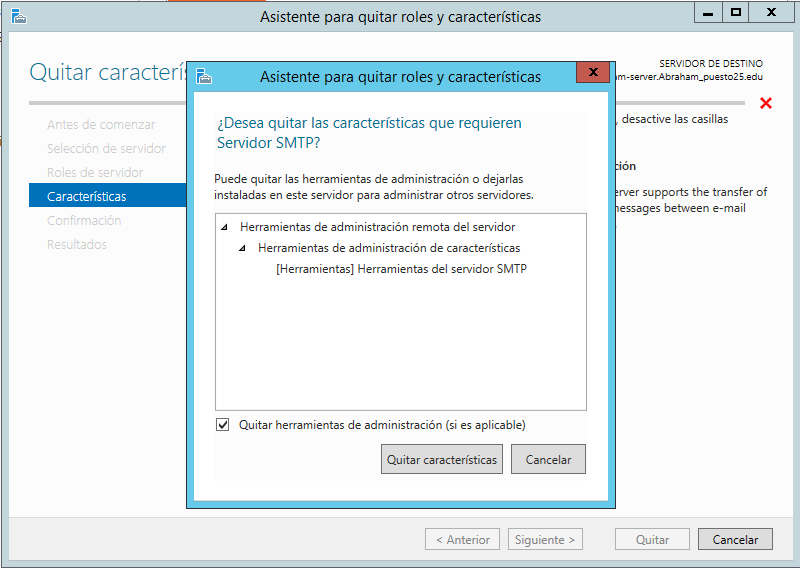 Asistente para quitar roles y características
Quitar caracterí
SERVIDOR DE DESTINO
am-server.Abraham_puesto25.edu
Antes de comenzar
Selección de servidor
Roles de servidor
Características
Confirmación
Resultados
, desactive las casillas
ción
erver supports the transfer of
messages between e-mail
Asistente para quitar roles y características
¿Desea quitar las características que requieren
Servidor SMTP?
Puede quitar las herramientas de administración o dejarlas
instaladas en este servidor para administrar otros servidores.
Herramientas de administración remota del servidor
Herramientas de administración de características
[Herramientas] Herramientas del servidor SMTP
Quitar herramientas de administración (si es aplicable)
Quitar características
Cancelar
< Anterior
Siguiente >
Quitar
Cancelar